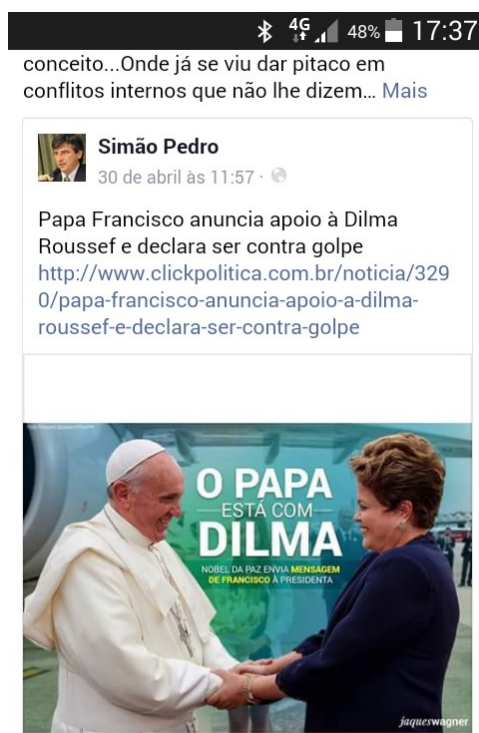 4G 48% 17:37
conceito...Onde já se viu dar pitaco em
conflitos internos que não lhe dizem... Mais
Simão Pedro
30 de abril às 11:57 ·
Papa Francisco anuncia apoio à Dilma
Roussef e declara ser contra golpe
http://www.clickpolitica.com.br/noticia/329
0/papa-francisco-anuncia-apoio-a-dilma-
roussef-e-declara-ser-contra-golpe
O PAPA
ESTÁ COM
DILMA
NOBEL DA PAZ ENVIA MENSAGEM
DE FRANCISCO À PRESIDENTA
jaqueswagner